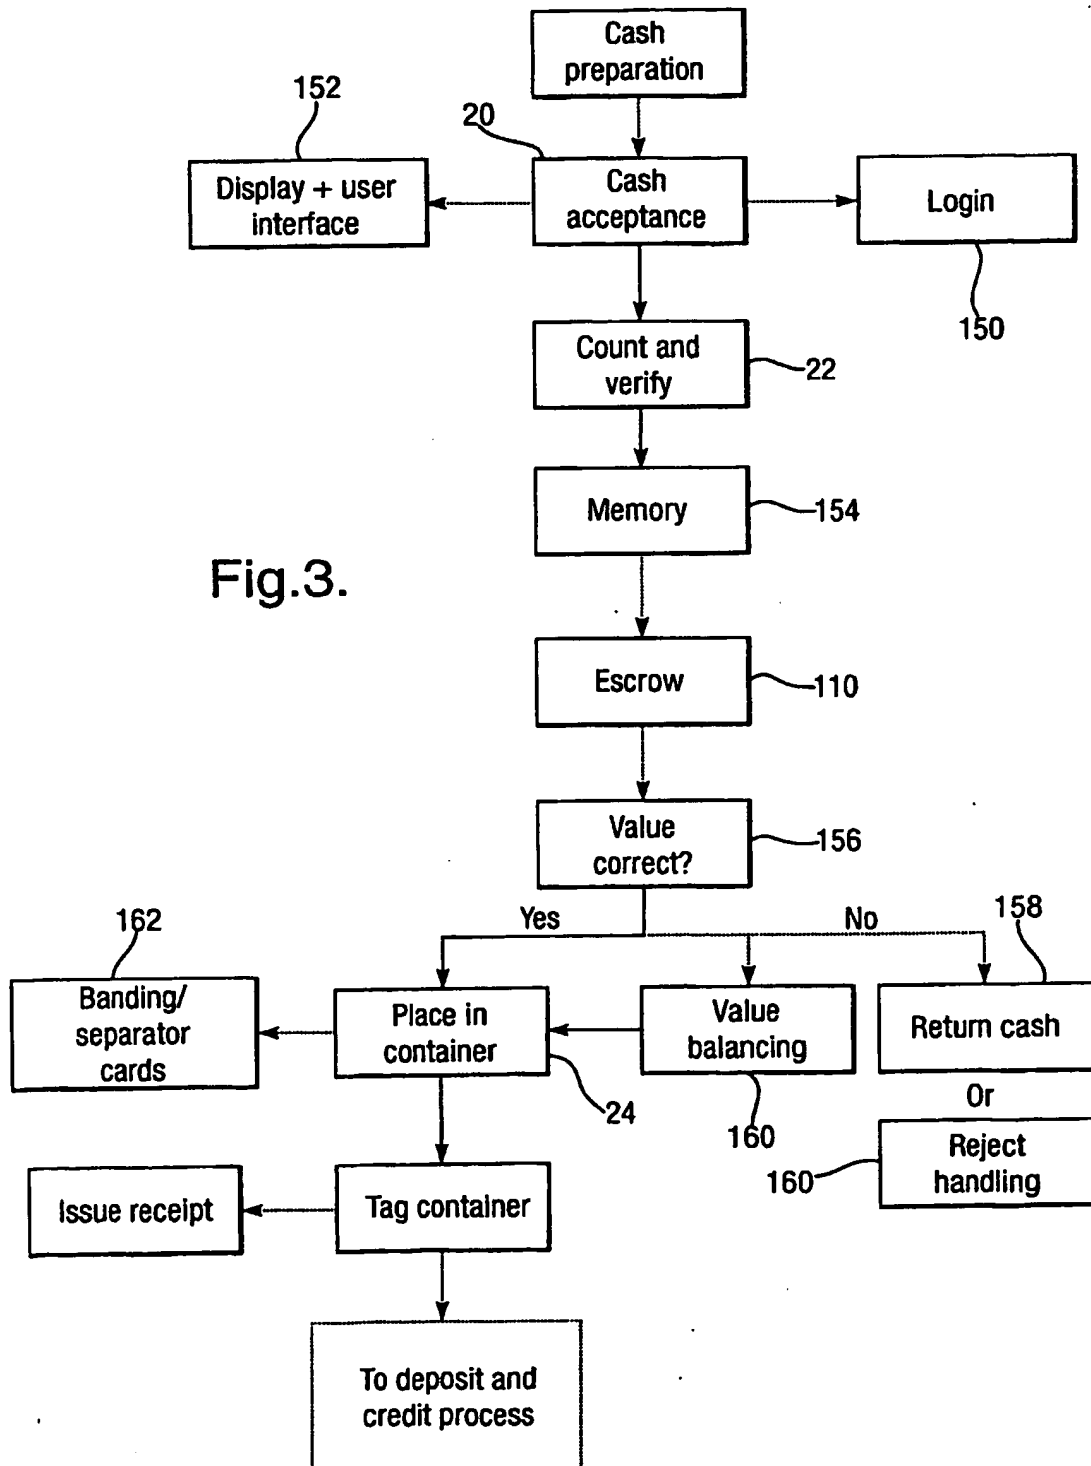 Cash
preparation
152
20
Display + user
interface
Cash
acceptance
Login
150
Count and
verify
22
Memory
154
Fig.3.
Escrow
110
Value
correct?
156
Yes
No
162
158
Banding/
separator
cards
Place in
container
Value
balancing
Return cash
24
160
Or
160
Reject
handling
Issue receipt
Tag container
To deposit and
credit process